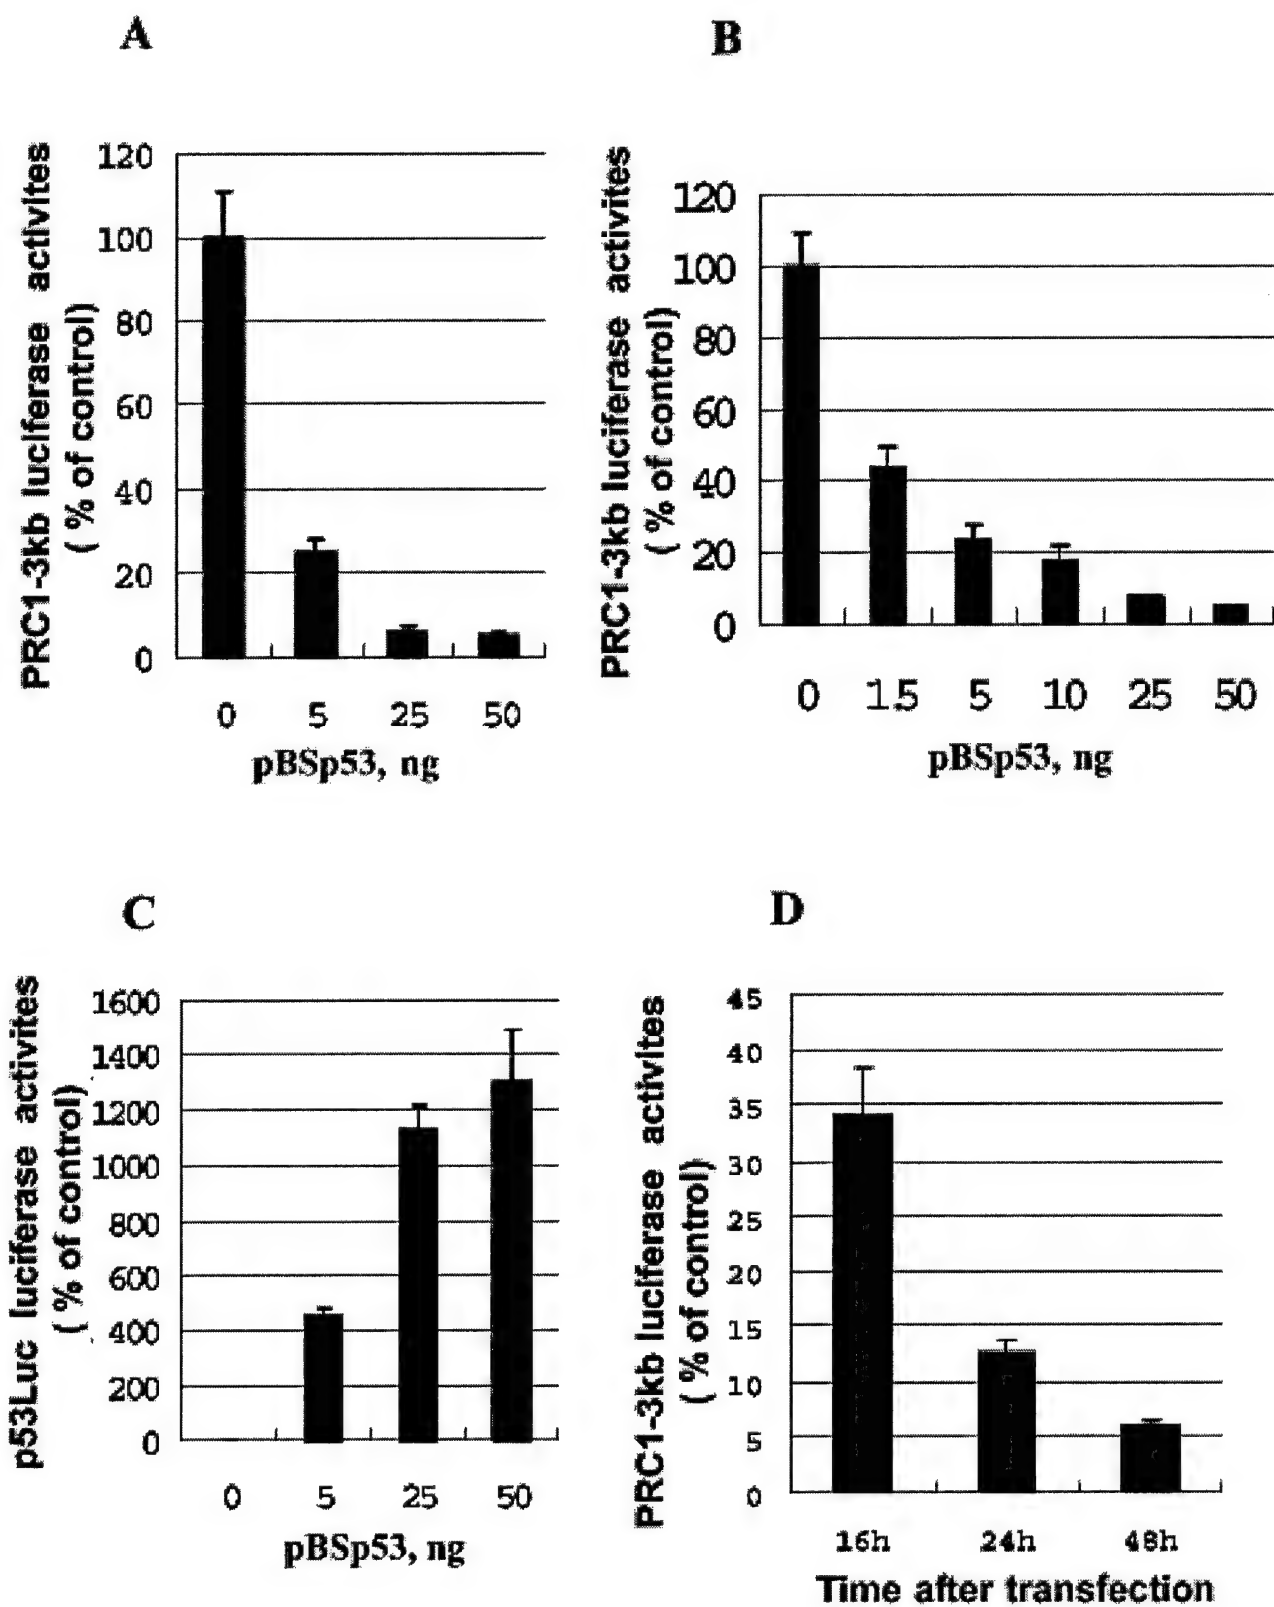 A
PRC1-3kb luciferase activites
( % of control)
120
100
80
60
40
20
0
0 5 25 50
pBSp53, ng
B
PRC1-3kb luciferase activites
( % of control)
120
100
80
60
40
20
0
0 1.5 5 10 25 50
pBSp53, ng
C
p53Luc luciferase activites
( % of control)
1600
1400
1200
1000
800
600
400
200
0
0 5 25 50
pBSp53, ng
D
PRC1-3kb luciferase activites
( % of control)
45
40
35
30
25
20
15
10
5
0
16h 24h 48h
Time after transfection